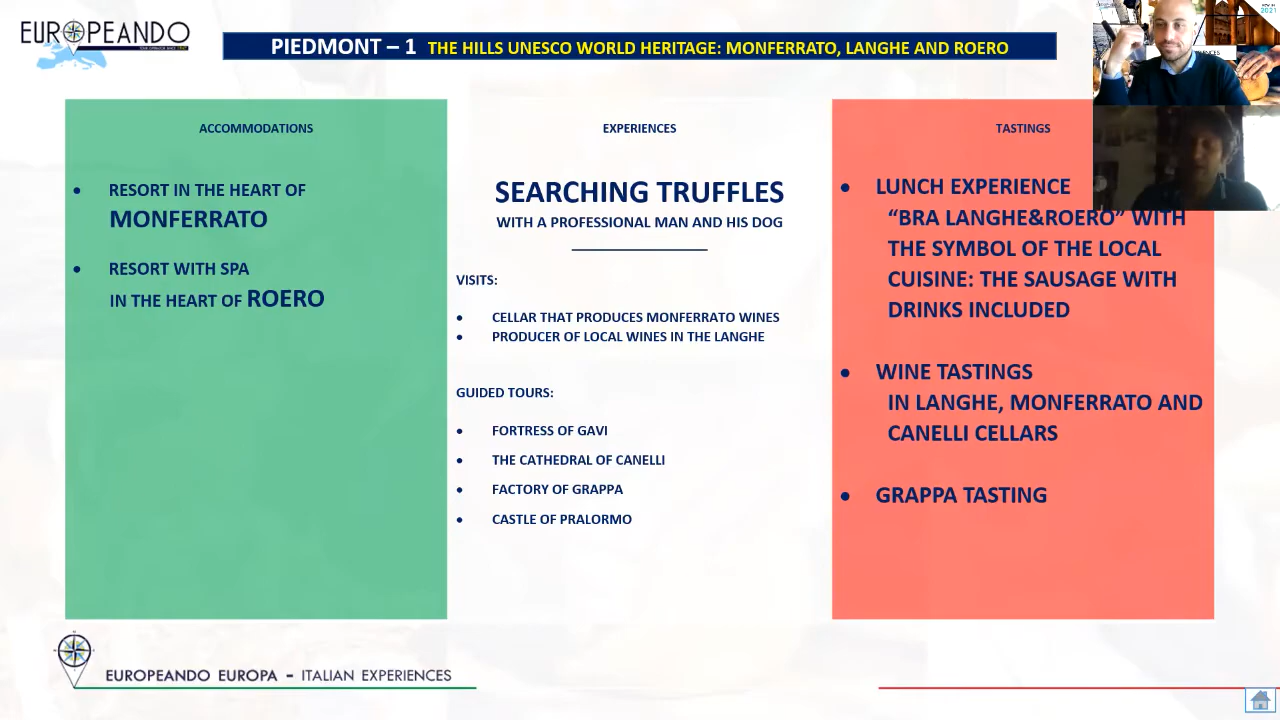 EUROPEANDO
PIEDMONT – 1 THE HILLS UNESCO WORLD HERITAGE: MONFERRATO, LANGHE AND ROERO
2021
ACCOMMODATIONS
• RESORT IN THE HEART OF
MONFERRATO
• RESORT WITH SPA
IN THE HEART OF ROERO
EXPERIENCES
SEARCHING TRUFFLES
WITH A PROFESSIONAL MAN AND HIS DOG
VISITS:
• CELLAR THAT PRODUCES MONFERRATO WINES
• PRODUCER OF LOCAL WINES IN THE LANGHE
GUIDED TOURS:
• FORTRESS OF GAVI
• THE CATHEDRAL OF CANELLI
• FACTORY OF GRAPPA
• CASTLE OF PRALORMO
TASTINGS
• LUNCH EXPERIENCE
“BRA LANGHE&ROERO” WITH
THE SYMBOL OF THE LOCAL
CUISINE: THE SAUSAGE WITH
DRINKS INCLUDED
• WINE TASTINGS
IN LANGHE, MONFERRATO AND
CANELLI CELLARS
• GRAPPA TASTING
EUROPEANDO EUROPA – ITALIAN EXPERIENCES